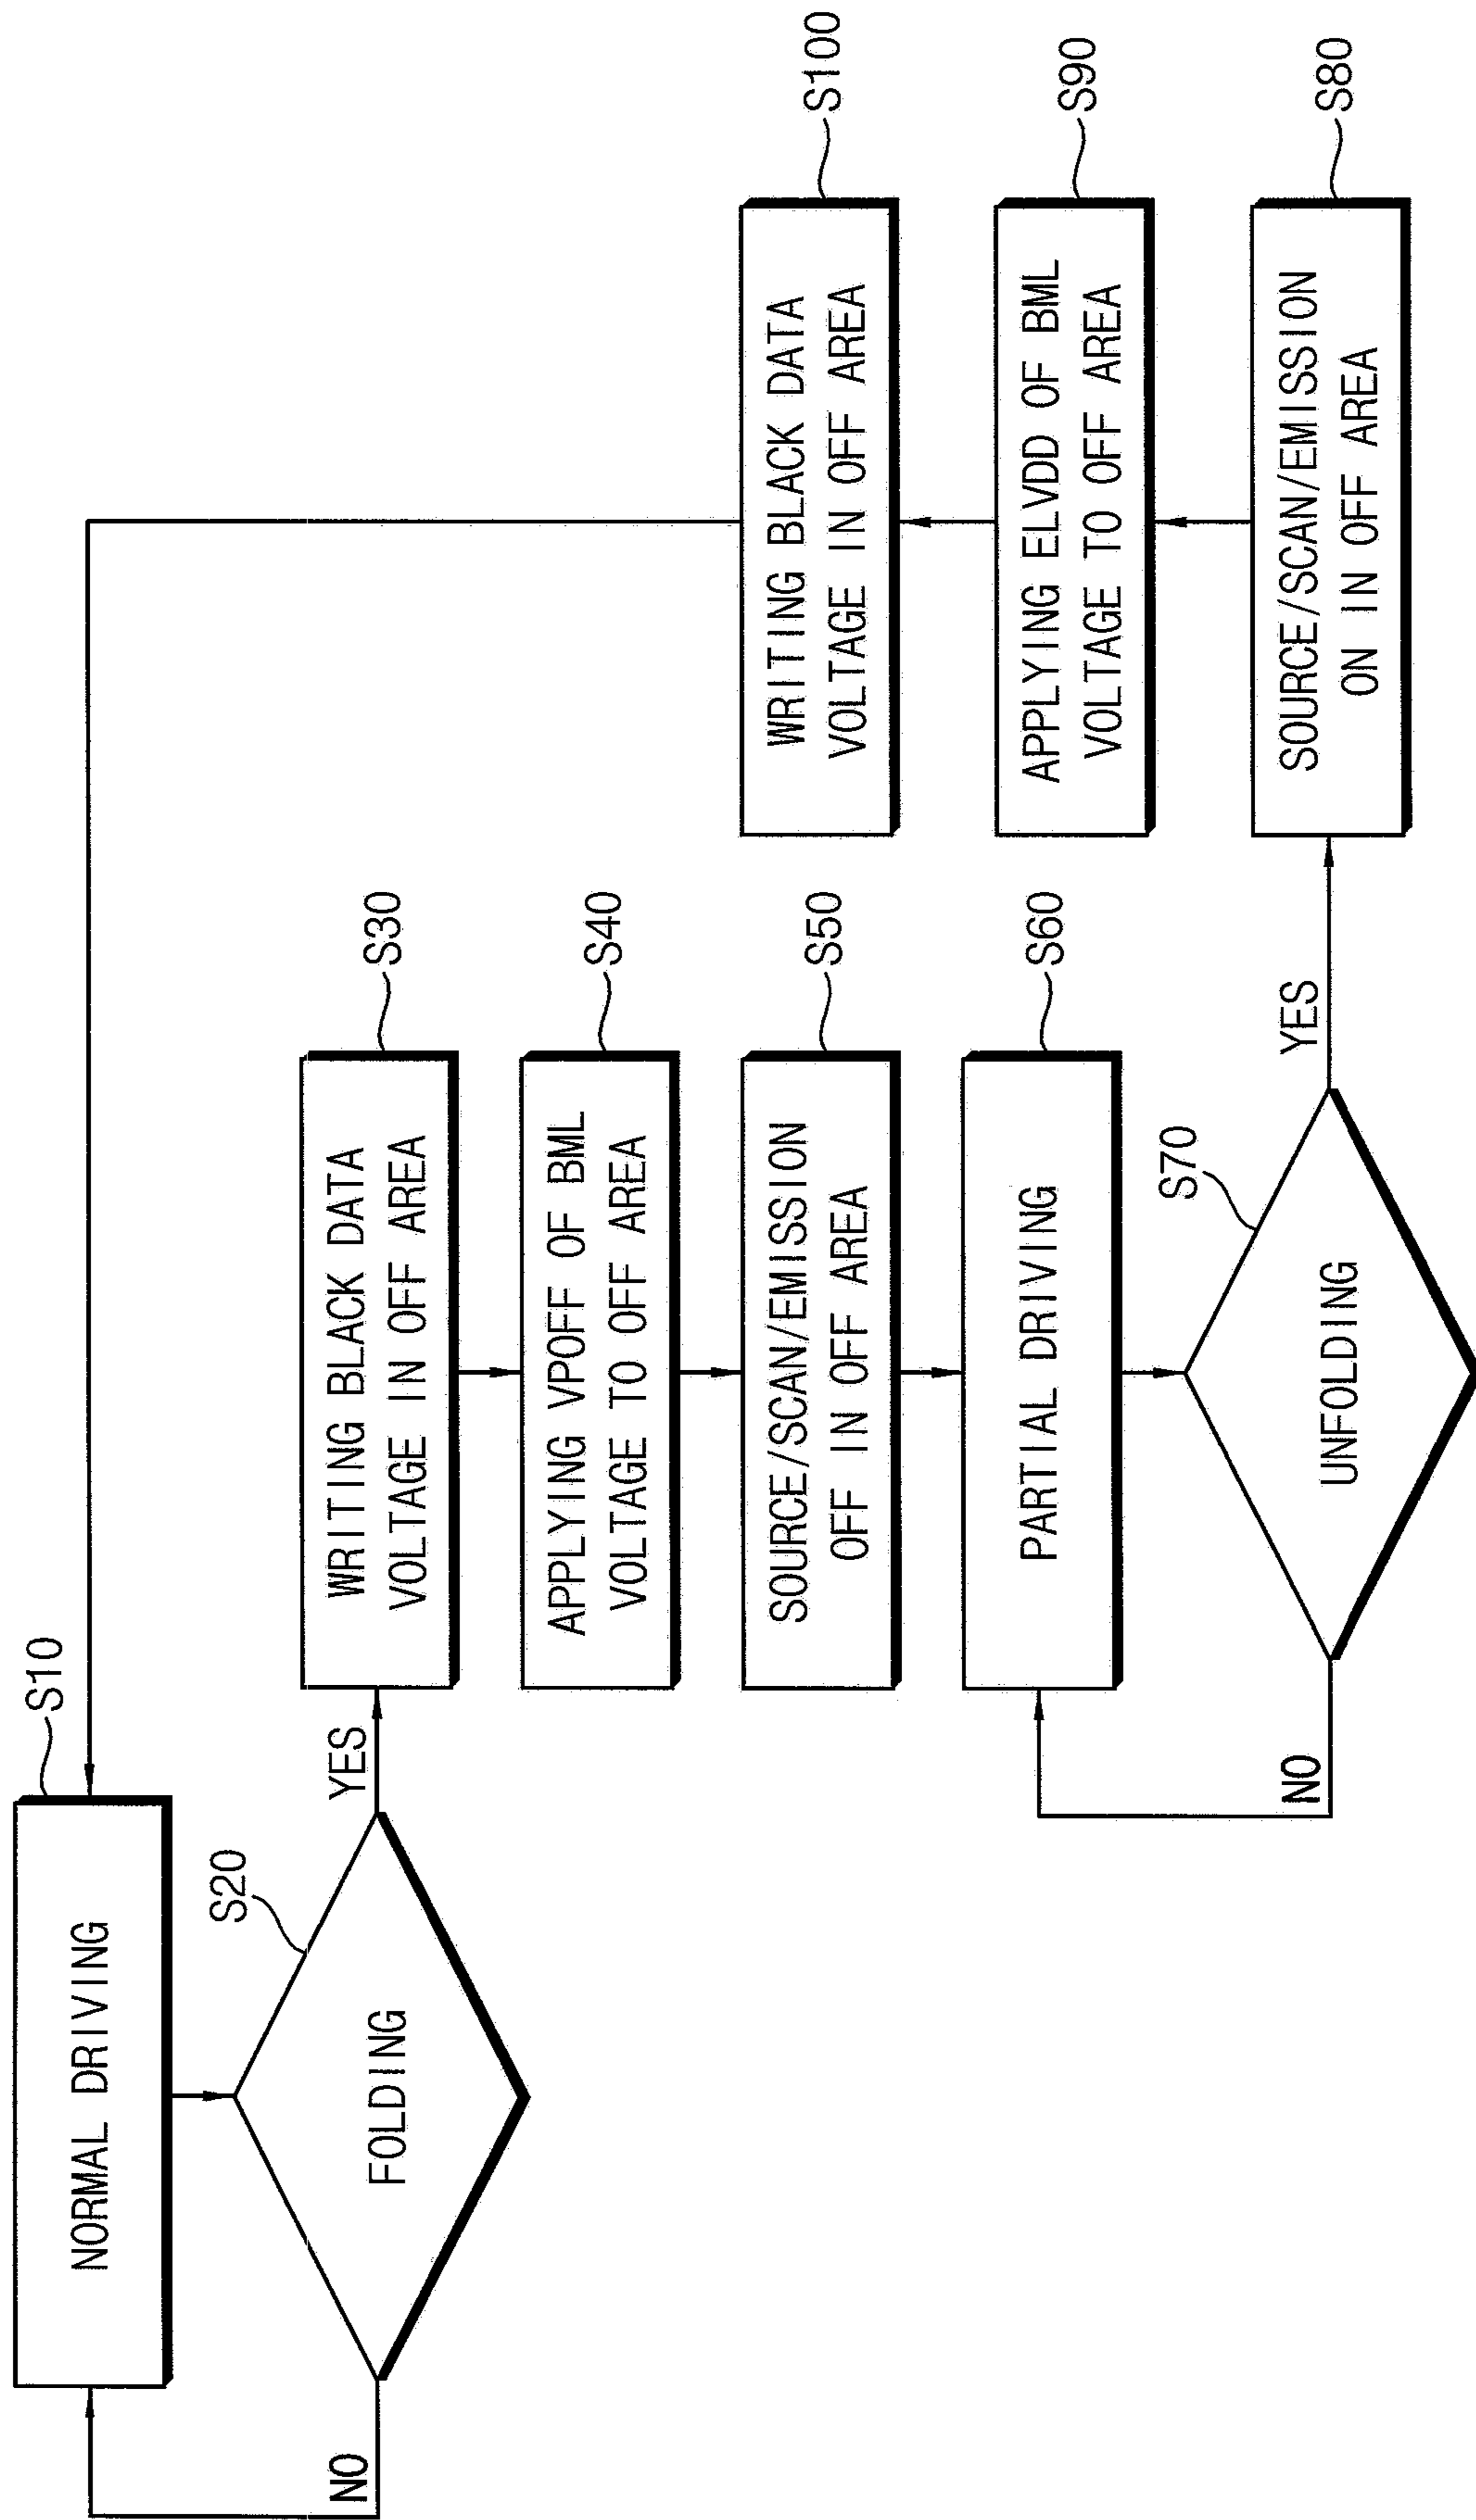 S10
NORMAL DRIVING
S20
FOLDING
NO
YES
S30
WRITING BLACK DATA
VOLTAGE IN OFF AREA
S40
APPLYING VPOFF OF BML
VOLTAGE TO OFF AREA
S50
SOURCE/SCAN/EMISSION
OFF IN OFF AREA
S60
PARTIAL DRIVING
S70
UNFOLDING
NO
YES
S80
SOURCE/SCAN/EMISSION
ON IN OFF AREA
S90
APPLYING ELVDD OF BML
VOLTAGE TO OFF AREA
S100
WRITING BLACK DATA
VOLTAGE IN OFF AREA